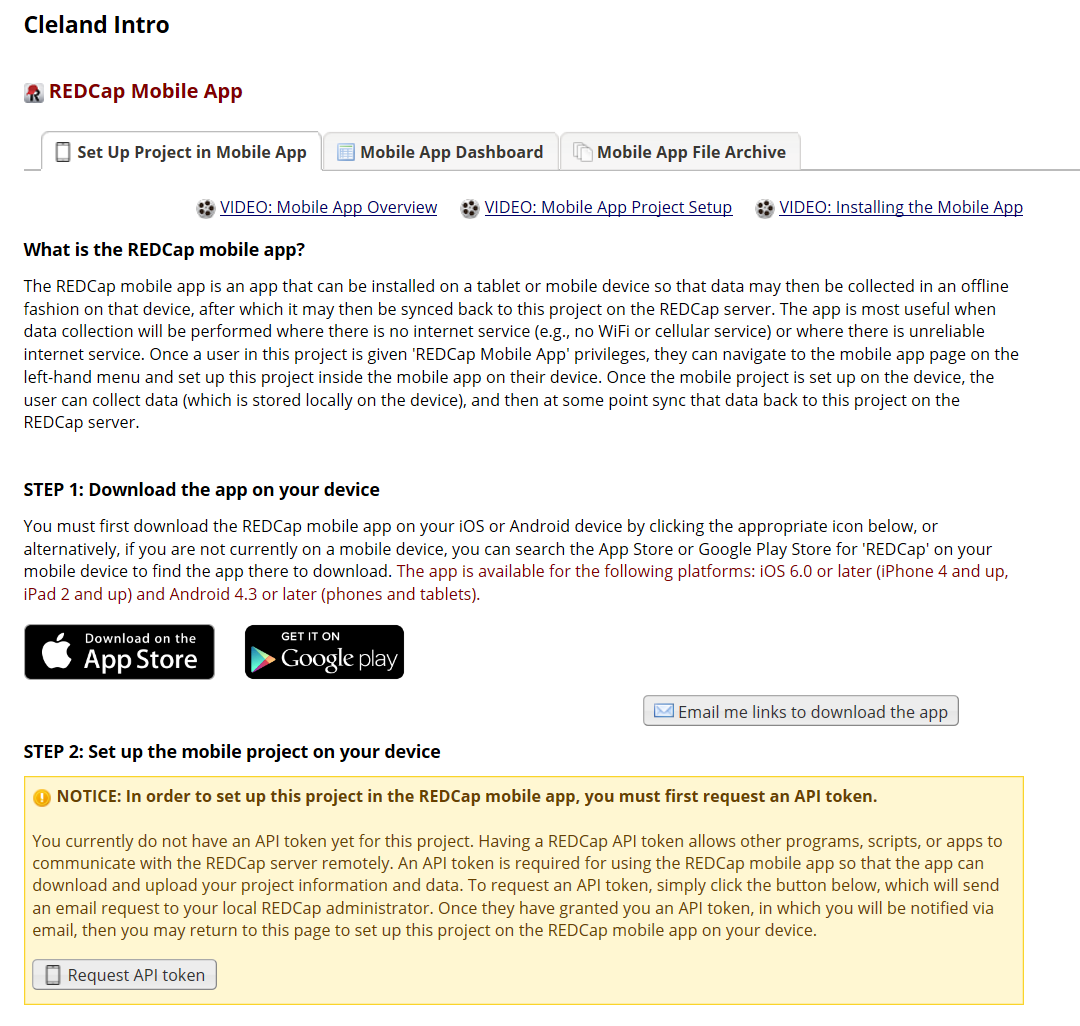 Cleland Intro
REDCap Mobile App
Set Up Project in Mobile App
Mobile App Dashboard
Mobile App File Archive
VIDEO: Mobile App Overview
VIDEO: Mobile App Project Setup
VIDEO: Installing the Mobile App
What is the REDCap mobile app?
The REDCap mobile app is an app that can be installed on a tablet or mobile device so that data may then be collected in an offline
fashion on that device, after which it may then be synced back to this project on the REDCap server. The app is most useful when
data collection will be performed where there is no internet service (e.g., no WiFi or cellular service) or where there is unreliable
internet service. Once a user in this project is given 'REDCap Mobile App' privileges, they can navigate to the mobile app page on the
left-hand menu and set up this project inside the mobile app on their device. Once the mobile project is set up on the device, the
user can collect data (which is stored locally on the device), and then at some point sync that data back to this project on the
REDCap server.
STEP 1: Download the app on your device
You must first download the REDCap mobile app on your iOS or Android device by clicking the appropriate icon below, or
alternatively, if you are not currently on a mobile device, you can search the App Store or Google Play Store for 'REDCap' on your
mobile device to find the app there to download. The app is available for the following platforms: iOS 6.0 or later (iPhone 4 and up,
iPad 2 and up) and Android 4.3 or later (phones and tablets).
Download on the
App Store
GET IT ON
Google play
Email me links to download the app
STEP 2: Set up the mobile project on your device
NOTICE: In order to set up this project in the REDCap mobile app, you must first request an API token.
You currently do not have an API token yet for this project. Having a REDCap API token allows other programs, scripts, or apps to
communicate with the REDCap server remotely. An API token is required for using the REDCap mobile app so that the app can
download and upload your project information and data. To request an API token, simply click the button below, which will send
an email request to your local REDCap administrator. Once they have granted you an API token, in which you will be notified via
email, then you may return to this page to set up this project on the REDCap mobile app on your device.
Request API token